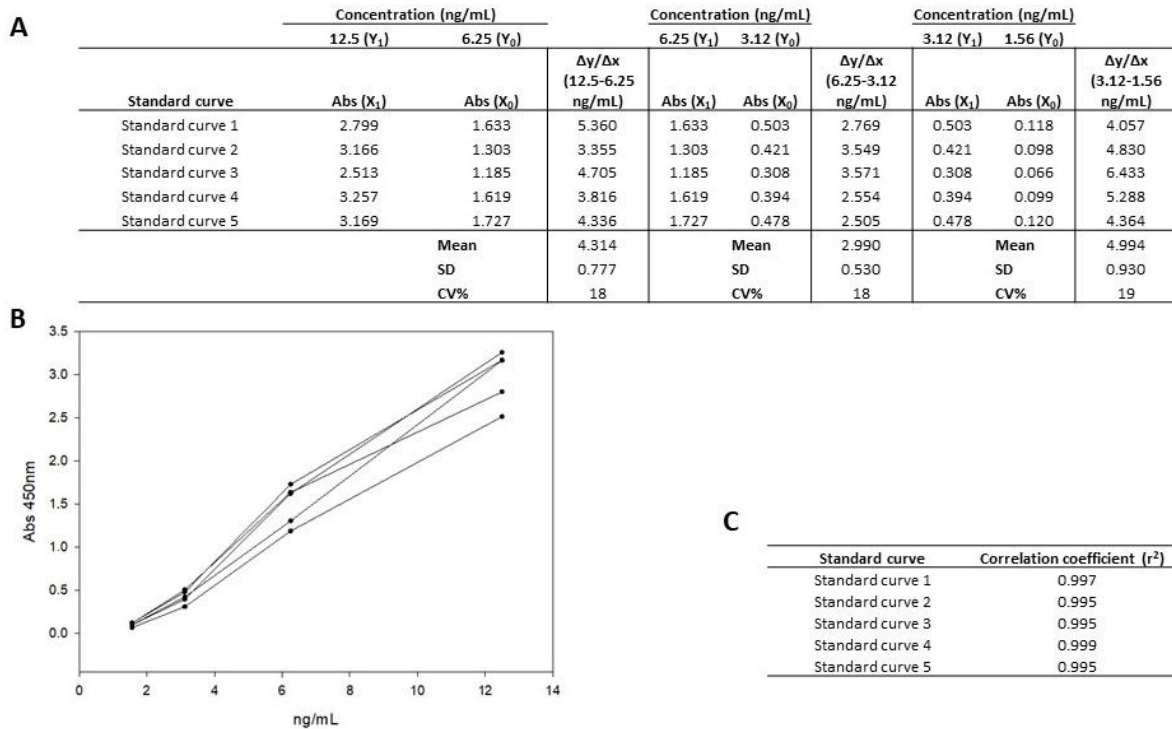 A
Concentration (ng/mL) Concentration (ng/mL) Concentration (ng/mL)
12.5 (Y₁) 6.25 (Y₀) 6.25 (Y₁) 3.12 (Y₀) 3.12 (Y₁) 1.56 (Y₀)
Δy/Δx Δy/Δx Δy/Δx
(12.5-6.25 (6.25-3.12 (3.12-1.56
Standard curve Abs (X₁) Abs (X₀) ng/mL) Abs (X₁) Abs (X₀) ng/mL) Abs (X₁) Abs (X₀) ng/mL)
Standard curve 1 2.799 1.633 5.360 1.633 0.503 2.769 0.503 0.118 4.057
Standard curve 2 3.166 1.303 3.355 1.303 0.421 3.549 0.421 0.098 4.830
Standard curve 3 2.513 1.185 4.705 1.185 0.308 3.571 0.308 0.066 6.433
Standard curve 4 3.257 1.619 3.816 1.619 0.394 2.554 0.394 0.099 5.288
Standard curve 5 3.169 1.727 4.336 1.727 0.478 2.505 0.478 0.120 4.364
Mean 4.314 Mean 2.990 Mean 4.994
SD 0.777 SD 0.530 SD 0.930
CV% 18 CV% 18 CV% 19
B
3.5
3.0
2.5
2.0
1.5
1.0
0.5
0.0
Abs 450nm
0 2 4 6 8 10 12 14
ng/mL
C
Standard curve Correlation coefficient (r²)
Standard curve 1 0.997
Standard curve 2 0.995
Standard curve 3 0.995
Standard curve 4 0.999
Standard curve 5 0.995